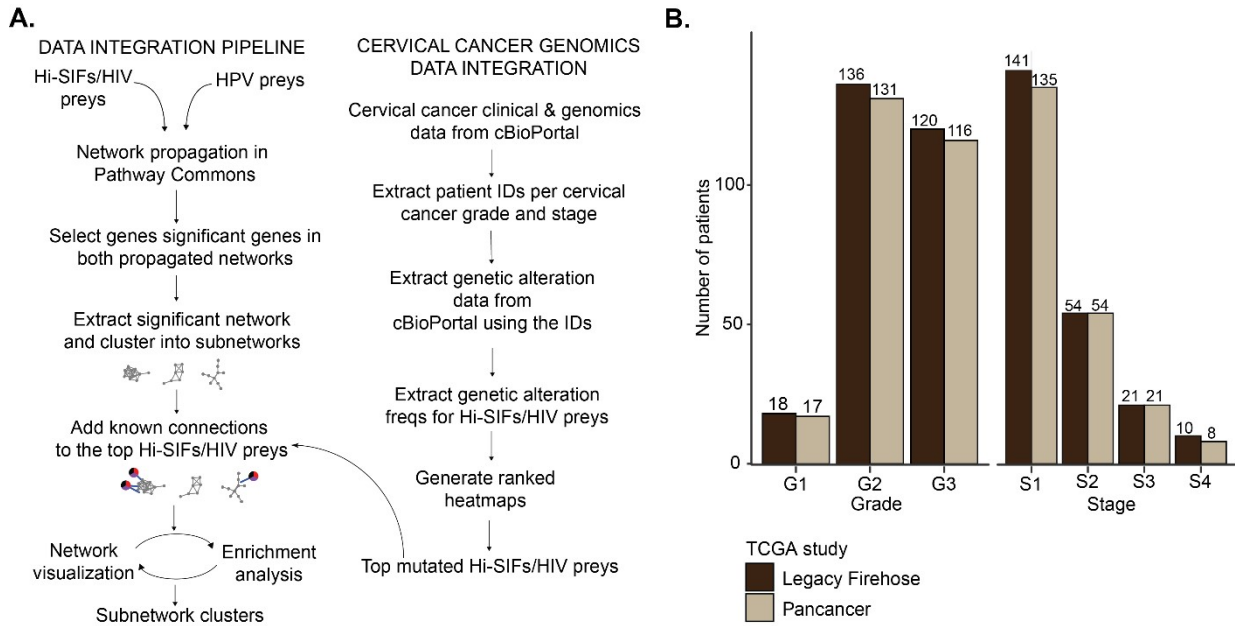 A.
DATA INTEGRATION PIPELINE
Hi-SIFs/HIV
preys
HPV preys
Network propagation in
Pathway Commons
Select genes significant genes in
both propagated networks
Extract significant network
and cluster into subnetworks
Add known connections
to the top Hi-SIFs/HIV preys
Network
visualization
Enrichment
analysis
Subnetwork clusters
CERVICAL CANCER GENOMICS
DATA INTEGRATION
Cervical cancer clinical & genomics
data from cBioPortal
Extract patient IDs per cervical
cancer grade and stage
Extract genetic alteration
data from
cBioPortal using the IDs
Extract genetic alteration
freqs for Hi-SIFs/HIV preys
Generate ranked
heatmaps
Top mutated Hi-SIFs/HIV preys
B.
Number of patients
100
50
0
18
17
136
131
120
116
141
135
54
54
21
21
10
8
G1
G2
G3
S1
S2
S3
S4
Grade
Stage
TCGA study
Legacy Firehose
Pancancer